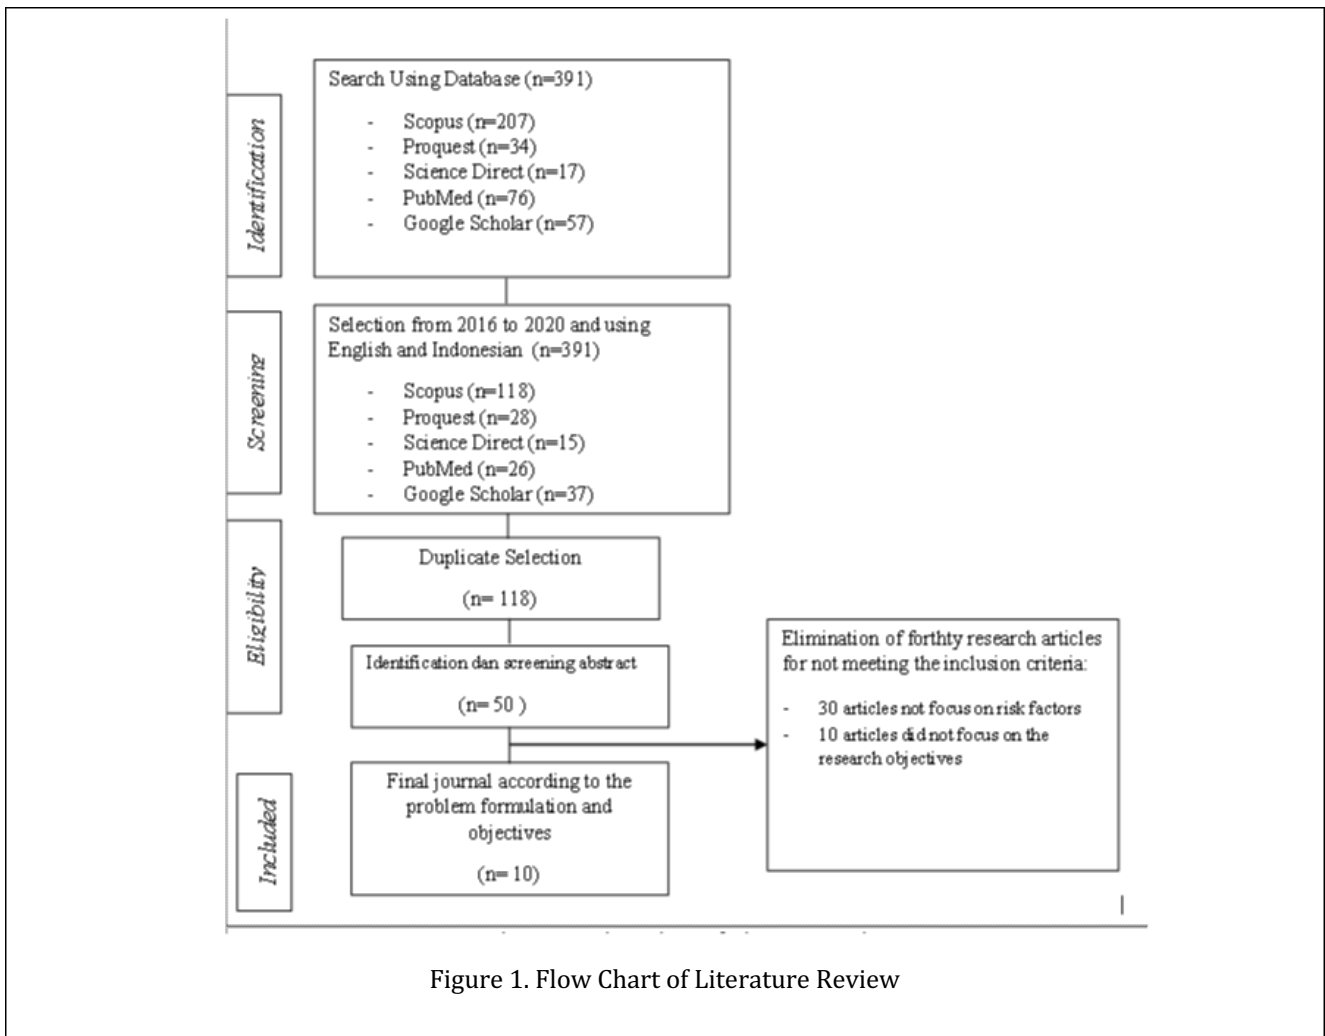 Identification
Search Using Database (n=391)
- Scopus (n=207)
- Proquest (n=34)
- Science Direct (n=17)
- PubMed (n=76)
- Google Scholar (n=57)
Screening
Selection from 2016 to 2020 and using
English and Indonesian (n=391)
- Scopus (n=118)
- Proquest (n=28)
- Science Direct (n=15)
- PubMed (n=26)
- Google Scholar (n=37)
Eligibility
Duplicate Selection
(n= 118)
Identification dan screening abstract
(n= 50 )
Elimination of forthty research articles
for not meeting the inclusion criteria:
- 30 articles not focus on risk factors
- 10 articles did not focus on the
research objectives
Included
Final journal according to the
problem formulation and
objectives
(n= 10)
Figure 1. Flow Chart of Literature Review